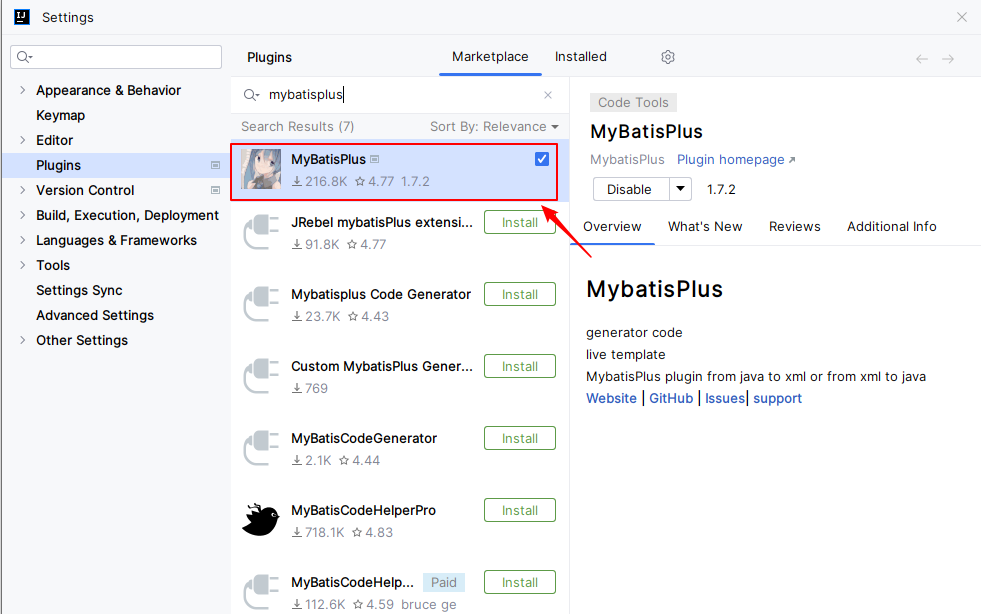 Settings
Plugins
Marketplace
Installed
Appearance & Behavior
Keymap
Editor
Plugins
Version Control
Build, Execution, Deployment
Languages & Frameworks
Tools
Settings Sync
Advanced Settings
Other Settings
mybatisplus
Search Results (7) Sort By: Relevance
MyBatisPlus
216.8K 4.77 1.7.2
JRebel mybatisPlus extensi... Install
91.8K 4.77
Mybatisplus Code Generator Install
23.7K 4.43
Custom MybatisPlus Gener... Install
769
MyBatisCodeGenerator Install
2.1K 4.44
MyBatisCodeHelperPro Install
718.1K 4.83
MyBatisCodeHelp... Paid Install
112.6K 4.59 bruce ge
Code Tools
MyBatisPlus
MybatisPlus Plugin homepage
Disable 1.7.2
Overview What's New Reviews Additional Info
MybatisPlus
generator code
live template
MybatisPlus plugin from java to xml or from xml to java
Website | GitHub | Issues| support